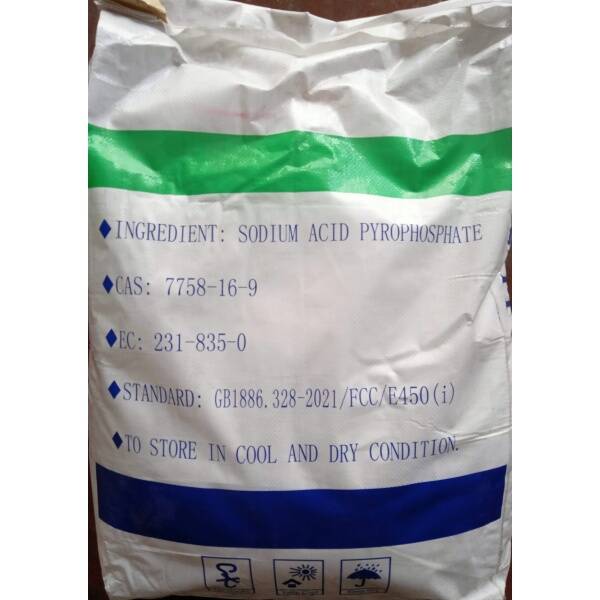 ◆INGREDIENT: SODIUM ACID PYROPHOSPHATE
◆CAS: 7758-16-9
◆EC: 231-835-0
◆STANDARD: GB1886.328-2021/FCC/E450(i)
◆TO STORE IN COOL AND DRY CONDITION.